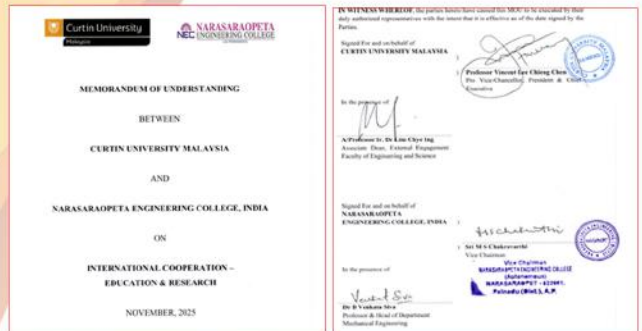 Curtin University
Malaysia
NEC
NARASARAOPETA
ENGINEERING COLLEGE
MEMORANDUM OF UNDERSTANDING
BETWEEN
CURTIN UNIVERSITY MALAYSIA
AND
NARASARAOPETA ENGINEERING COLLEGE, INDIA
ON
INTERNATIONAL COOPERATION –
EDUCATION & RESEARCH
NOVEMBER, 2025
IN WITNESS WHEREOF, the parties hereto have caused this MOU to be executed by their
duly authorized representatives with the intent that it is effective as of the date signed by the
Parties.
Signed For and on behalf of
CURTIN UNIVERSITY MALAYSIA
)
) Professor Vincent Lee Chieng Chen
Pro Vice-Chancellor, President & Chief
Executive
In the presence of
A/Professor Ir. Dr Lim Chye Ing
Associate Dean, External Engagement
Faculty of Engineering and Science
Signed For and on behalf of
NARASARAOPETA
ENGINEERING COLLEGE, INDIA )
) Sri M S Chakravarthi
Vice Chairman
Vice Chairman
NARASARAOPETA ENGINEERING COLLEGE
(Autonomous)
NARASARAOPET - 522601.
Palnadu (Dist), A.P.
In the presence of
Venkat Siva
Dr B Venkata Siva
Professor & Head of Department
Mechanical Engineering